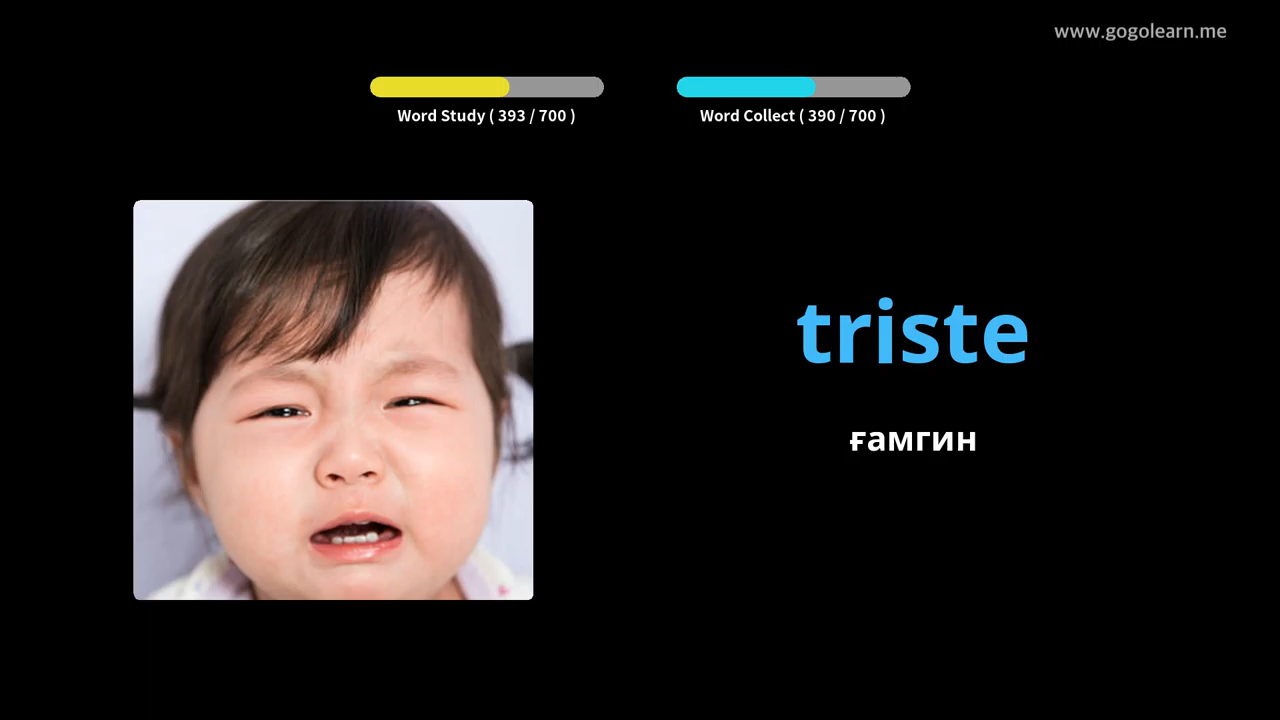 www.gogolearn.me
Word Study ( 393 / 700 )
Word Collect ( 390 / 700 )
triste
ғамгин